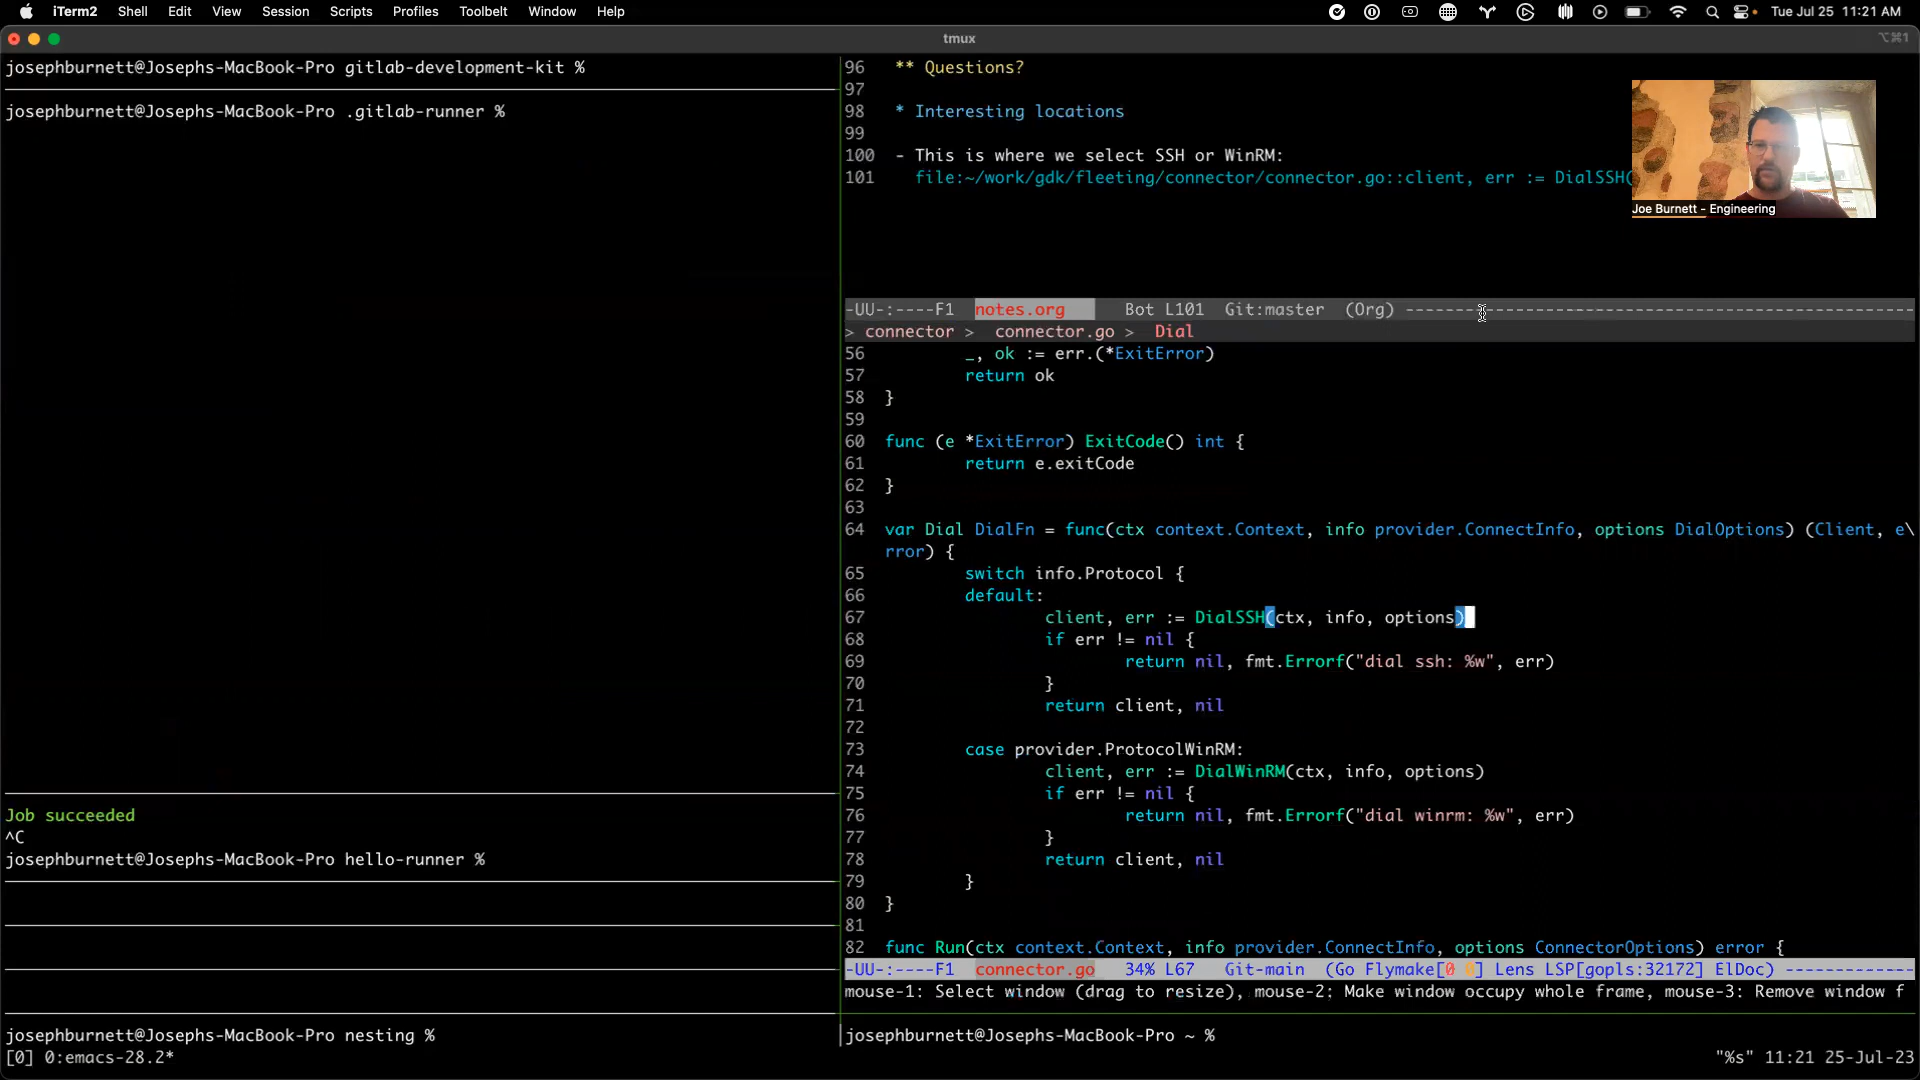 iTerm2 Shell Edit View Session Scripts Profiles Toolbelt Window Help Tue Jul 25 11:21 AM
tmux
⌥⌘1
josephburnett@Josephs-MacBook-Pro gitlab-development-kit %
josephburnett@Josephs-MacBook-Pro .gitlab-runner %
Job succeeded
^C
josephburnett@Josephs-MacBook-Pro hello-runner %
josephburnett@Josephs-MacBook-Pro nesting %
96 ** Questions?
97
98 * Interesting locations
99
100 - This is where we select SSH or WinRM:
101 file:~/work/gdk/fleeting/connector/connector.go::client, err := DialSSH(
Joe Burnett - Engineering
-UU-:----F1 notes.org Bot L101 Git:master (Org) ---------------------------------------------------
> connector > connector.go > Dial
56 _, ok := err.(*ExitError)
57 return ok
58 }
59
60 func (e *ExitError) ExitCode() int {
61 return e.exitCode
62 }
63
64 var Dial DialFn = func(ctx context.Context, info provider.ConnectInfo, options DialOptions) (Client, e\
rror) {
65 switch info.Protocol {
66 default:
67 client, err := DialSSH(ctx, info, options)
68 if err != nil {
69 return nil, fmt.Errorf("dial ssh: %w", err)
70 }
71 return client, nil
72
73 case provider.ProtocolWinRM:
74 client, err := DialWinRM(ctx, info, options)
75 if err != nil {
76 return nil, fmt.Errorf("dial winrm: %w", err)
77 }
78 return client, nil
79 }
80 }
81
82 func Run(ctx context.Context, info provider.ConnectInfo, options ConnectorOptions) error {
-UU-:----F1 connector.go 34% L67 Git-main (Go Flymake[0 0] Lens LSP[gopls:32172] ElDoc) -------------
mouse-1: Select window (drag to resize), mouse-2: Make window occupy whole frame, mouse-3: Remove window f
josephburnett@Josephs-MacBook-Pro ~ %
[0] 0:emacs-28.2* "%s" 11:21 25-Jul-23